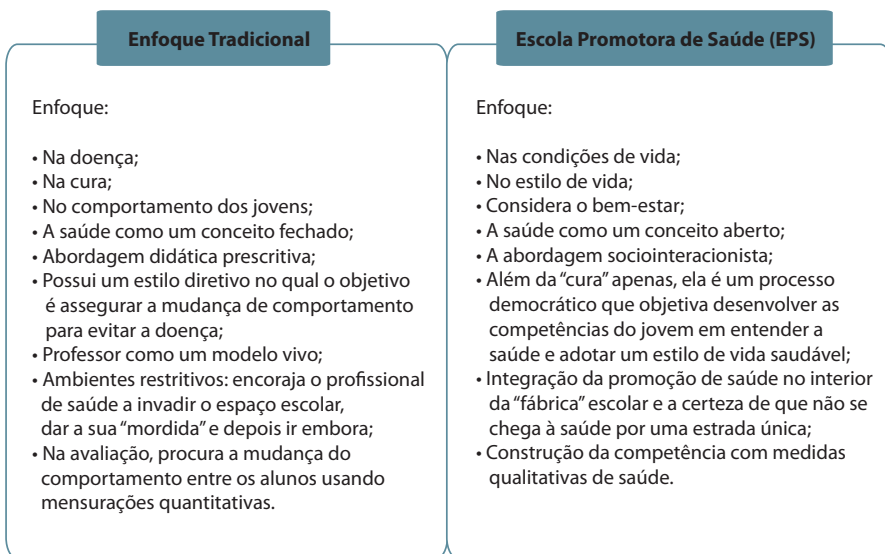 Enfoque Tradicional
Enfoque:
• Na doença;
• Na cura;
• No comportamento dos jovens;
• A saúde como um conceito fechado;
• Abordagem didática prescritiva;
• Possui um estilo diretivo no qual o objetivo
é assegurar a mudança de comportamento
para evitar a doença;
• Professor como um modelo vivo;
• Ambientes restritivos: encoraja o profissional
de saúde a invadir o espaço escolar,
dar a sua “mordida” e depois ir embora;
• Na avaliação, procura a mudança do
comportamento entre os alunos usando
mensurações quantitativas.
Escola Promotora de Saúde (EPS)
Enfoque:
• Nas condições de vida;
• No estilo de vida;
• Considera o bem-estar;
• A saúde como um conceito aberto;
• A abordagem sociointeracionista;
• Além da “cura” apenas, ela é um processo
democrático que objetiva desenvolver as
competências do jovem em entender a
saúde e adotar um estilo de vida saudável;
• Integração da promoção de saúde no interior
da “fábrica” escolar e a certeza de que não se
chega à saúde por uma estrada única;
• Construção da competência com medidas
qualitativas de saúde.